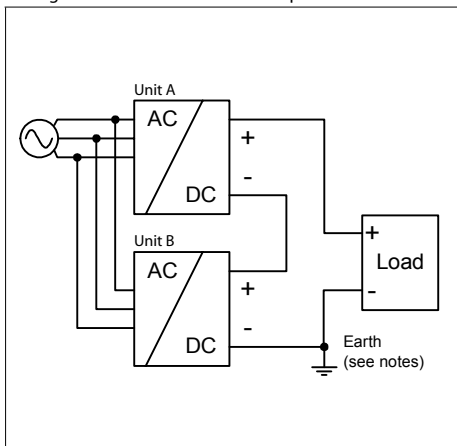 Unit A
AC
+
-
DC
+
Load
-
Unit B
AC
+
-
DC
Earth
(see notes)